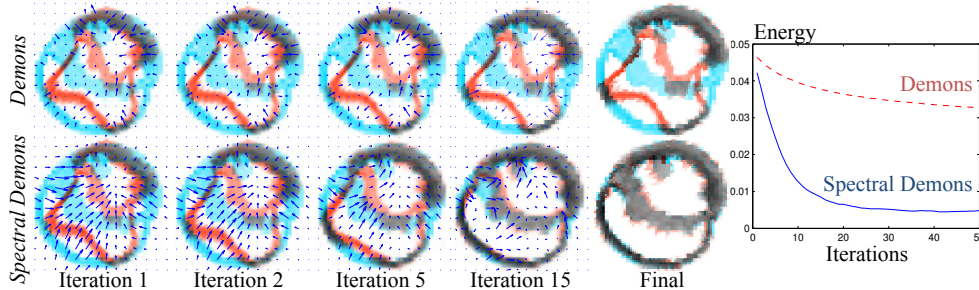 Demons
Spectral Demons
Iteration 1
Iteration 2
Iteration 5
Iteration 15
Final
Energy
0.05
0.04
0.03
0.02
0.01
0
Demons
Spectral Demons
0
10
20
30
40
50
Iterations